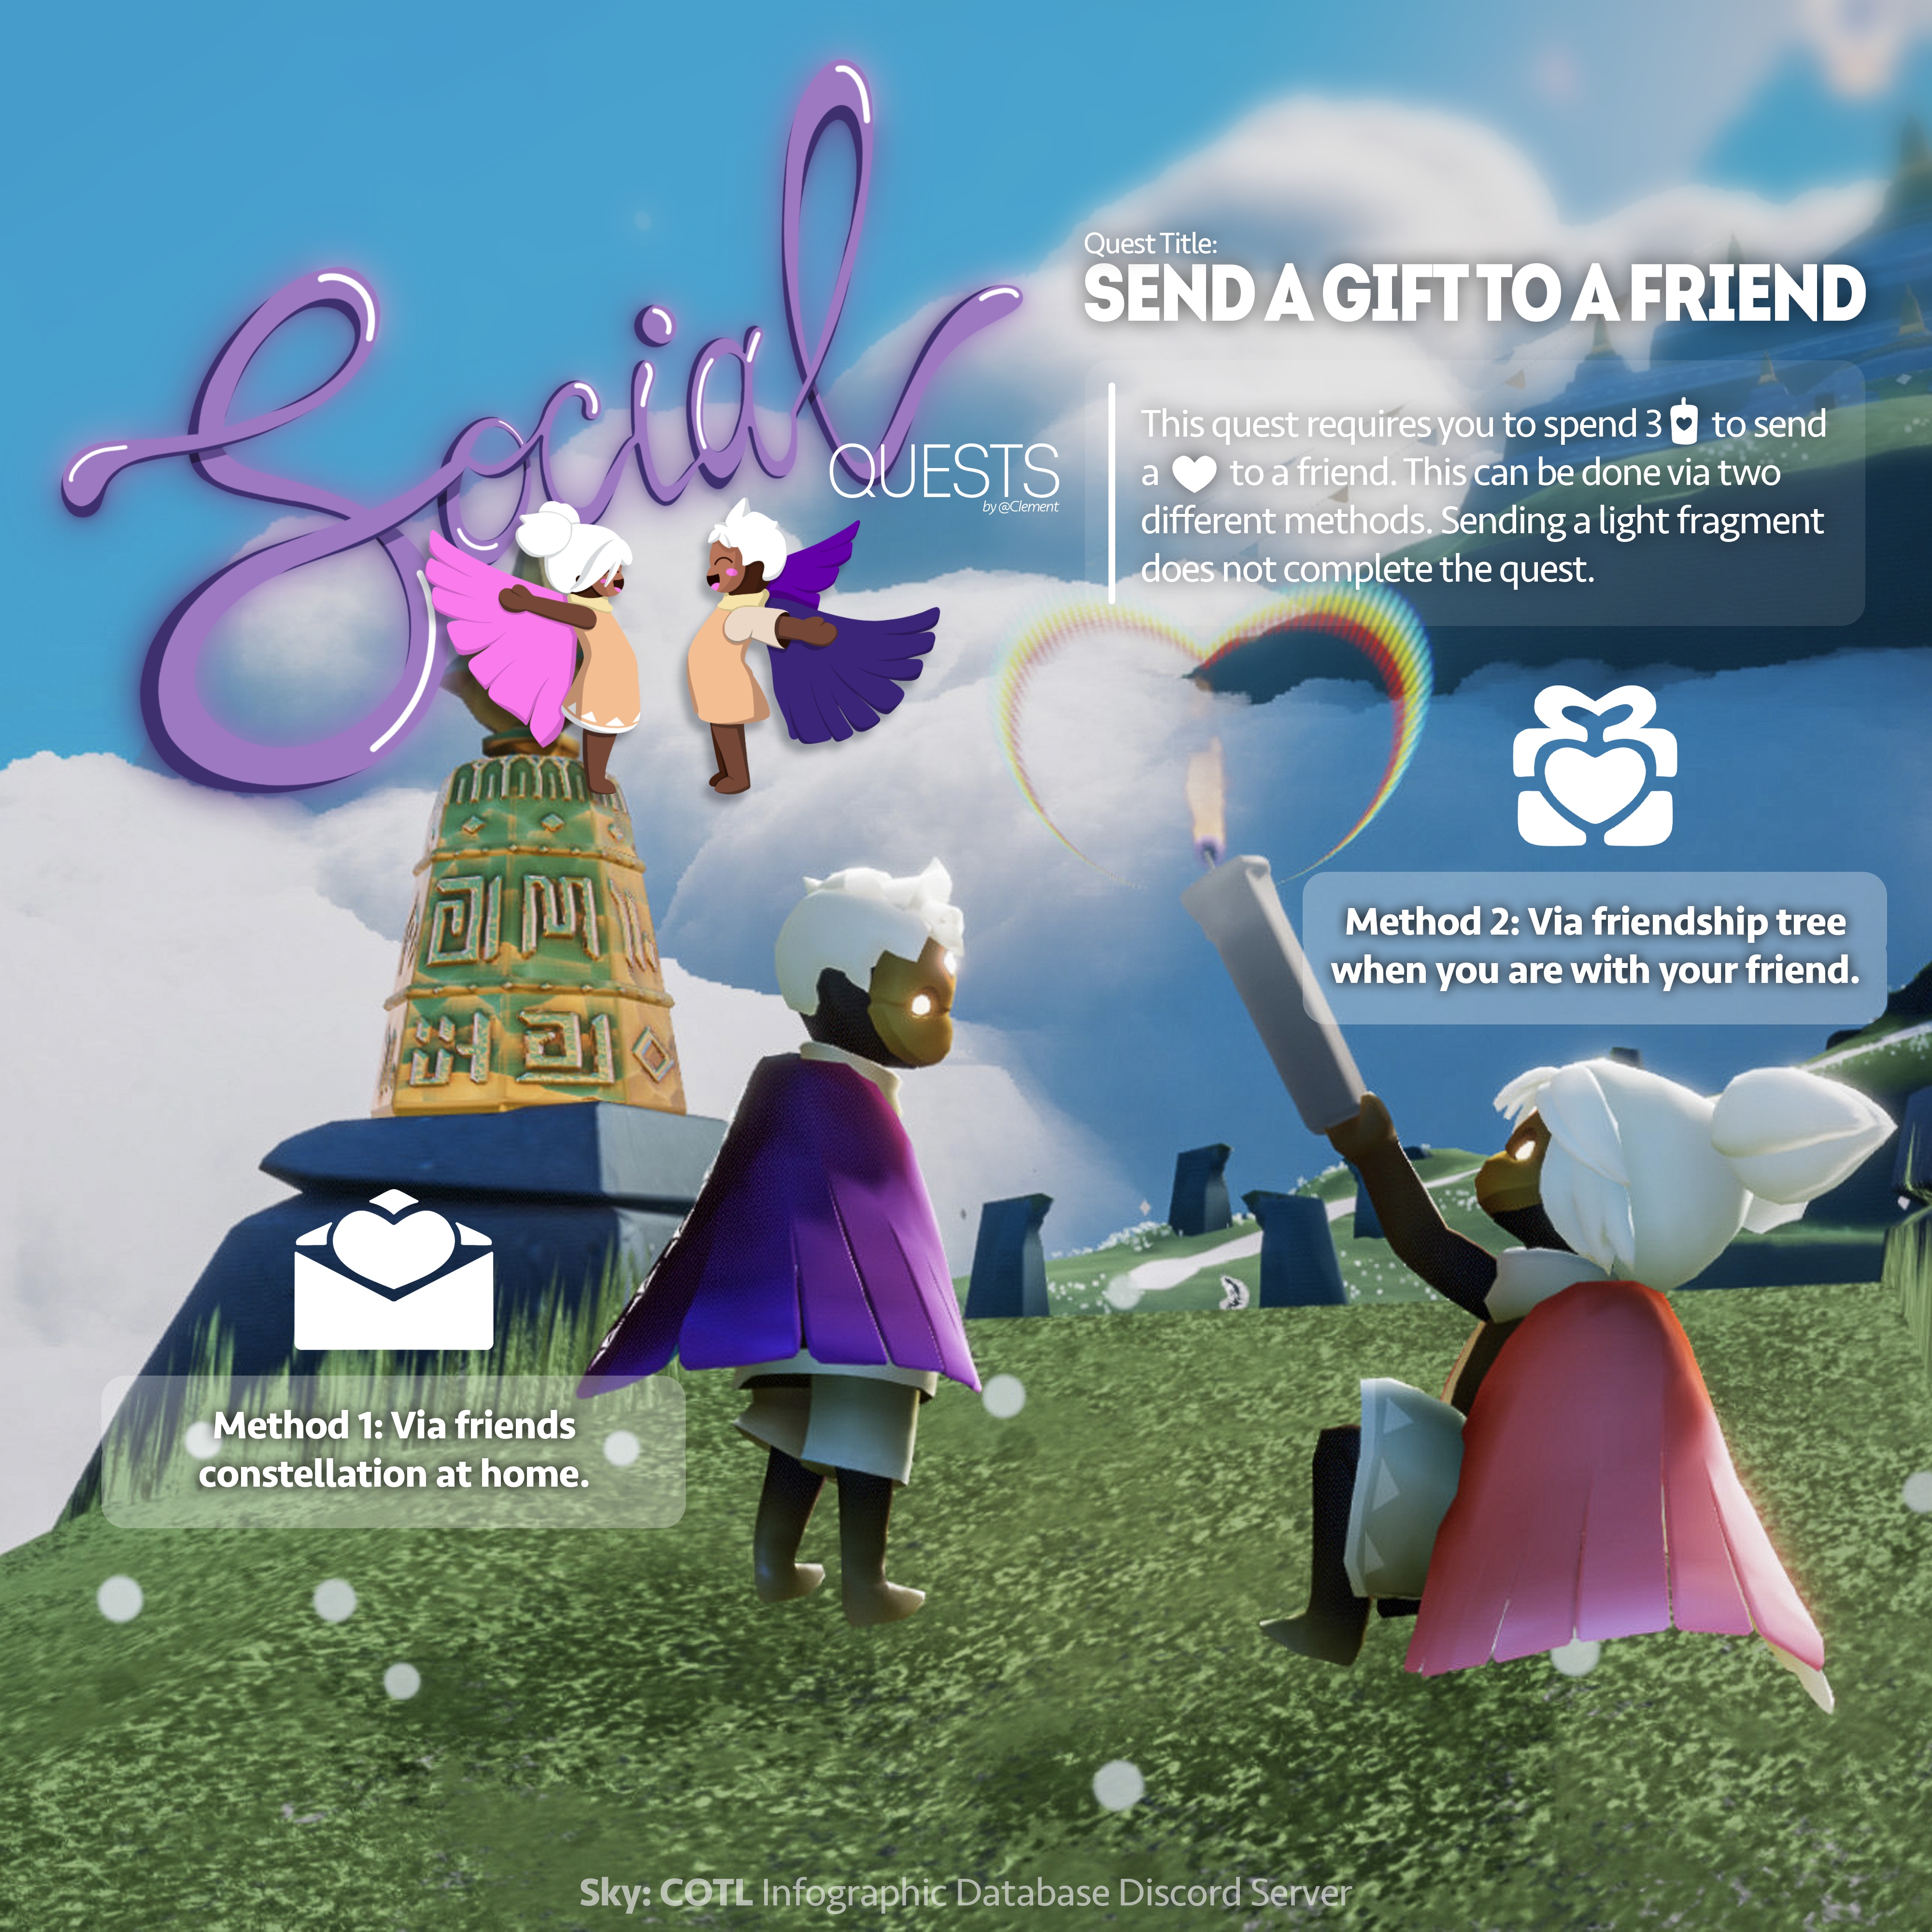 Social
QUESTS
by @Clement
Quest Title:
SEND A GIFT TO A FRIEND
This quest requires you to spend 3 to send
a to a friend. This can be done via two
different methods. Sending a light fragment
does not complete the quest.
Method 2: Via friendship tree
when you are with your friend.
Method 1: Via friends
constellation at home.
Sky: COTL Infographic Database Discord Server